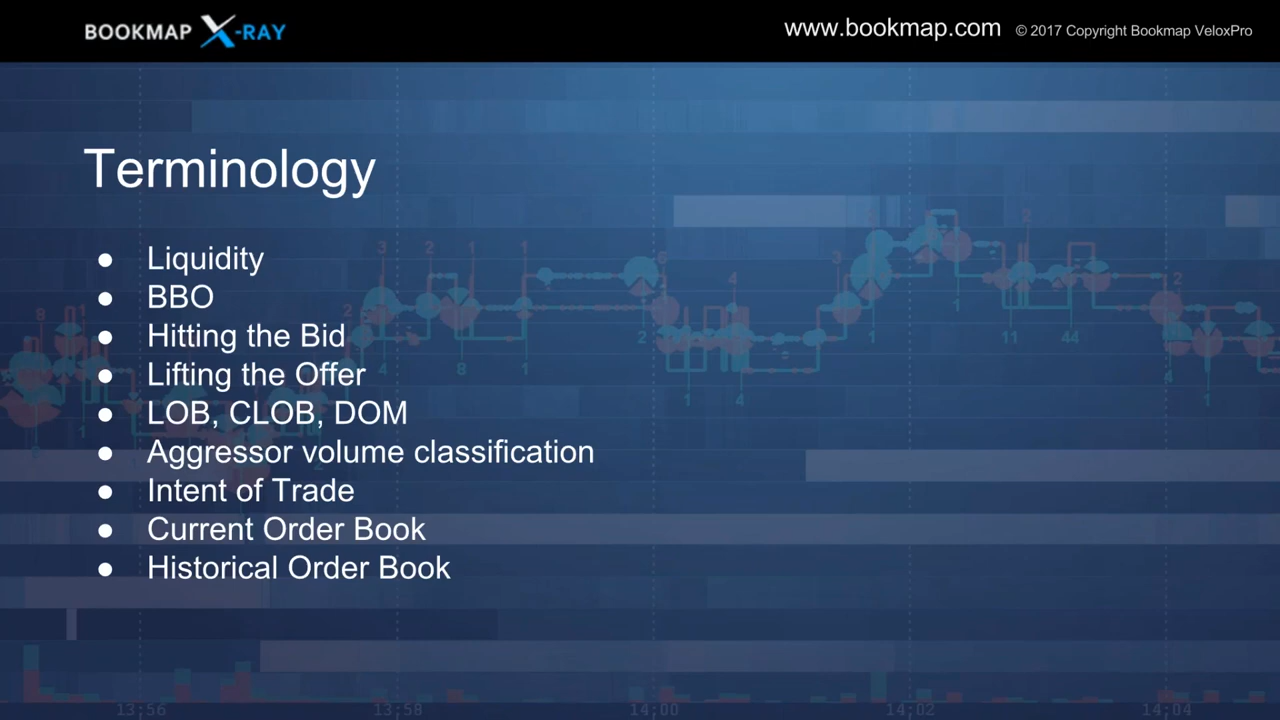 BOOKMAP X-RAY
www.bookmap.com © 2017 Copyright Bookmap VeloxPro
Terminology
● Liquidity
● BBO
● Hitting the Bid
● Lifting the Offer
● LOB, CLOB, DOM
● Aggressor volume classification
● Intent of Trade
● Current Order Book
● Historical Order Book
13:56 13:58 14:00 14:02 14:04